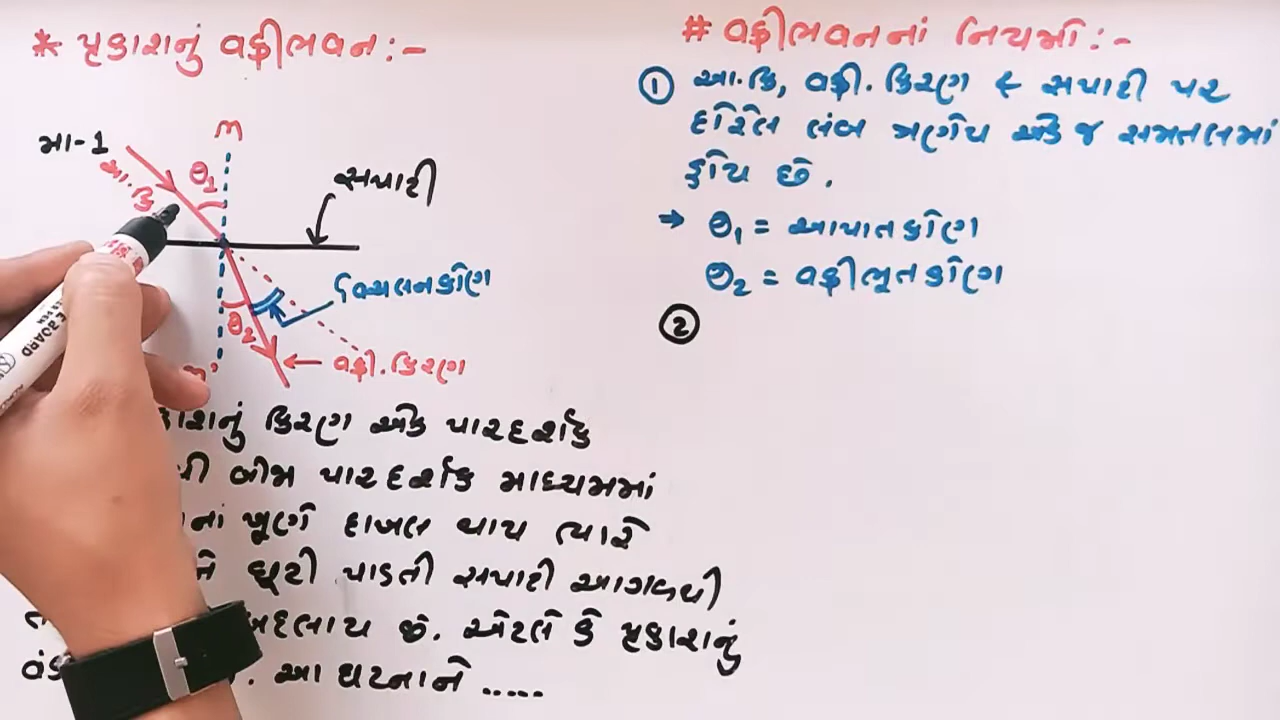 * પ્રકાશનું વક્રીભવન :-
m
મા-1
આ.કિ
θ1
સપાટી
વિચલનકોણ
θ2
વક્રી. કિરણ
m'
કિરણ એક પારદર્શક
બીજા પારદર્શક માધ્યમમાં
ખૂણે દાખલ થાય ત્યારે
છૂટી પાડતી સપાટી આગળથી
બદલાય છે. એટલે કે પ્રકાશનું
આ ઘટનાને .....
# વક્રીભવનનાં નિયમો :-
① આ.કિ, વક્રી. કિરણ ને સપાટી પર
દોરેલ લંબ ત્રણેય એક જ સમતલમાં
હોય છે.
→ θ1 = આપાતકોણ
θ2 = વક્રીભૂતકોણ
②